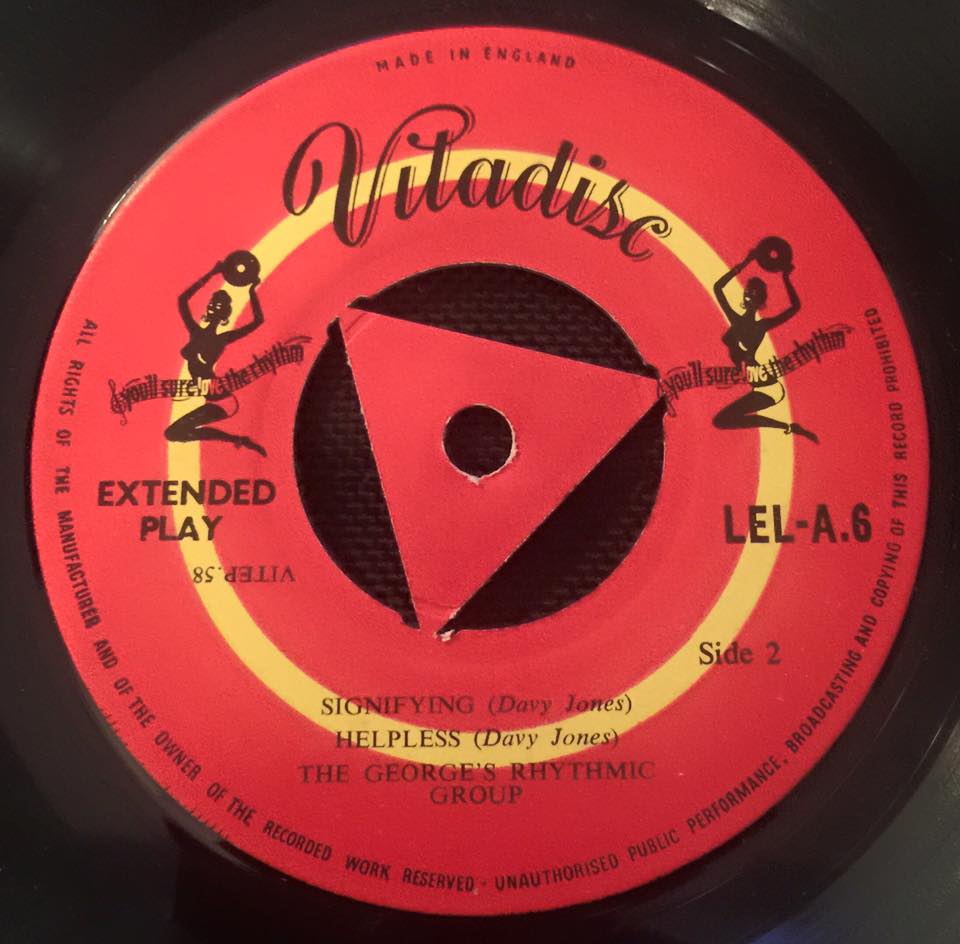 MADE IN ENGLAND
Vitadisc
you'll sure love the rhythm
you'll sure love the rhythm
EXTENDED
PLAY
VITEP.58
LEL-A.6
Side 2
SIGNIFYING (Davy Jones)
HELPLESS (Davy Jones)
THE GEORGE'S RHYTHMIC
GROUP
ALL RIGHTS OF THE MANUFACTURER AND OF THE OWNER OF THE RECORDED WORK RESERVED · UNAUTHORISED PUBLIC PERFORMANCE, BROADCASTING AND COPYING OF THIS RECORD PROHIBITED